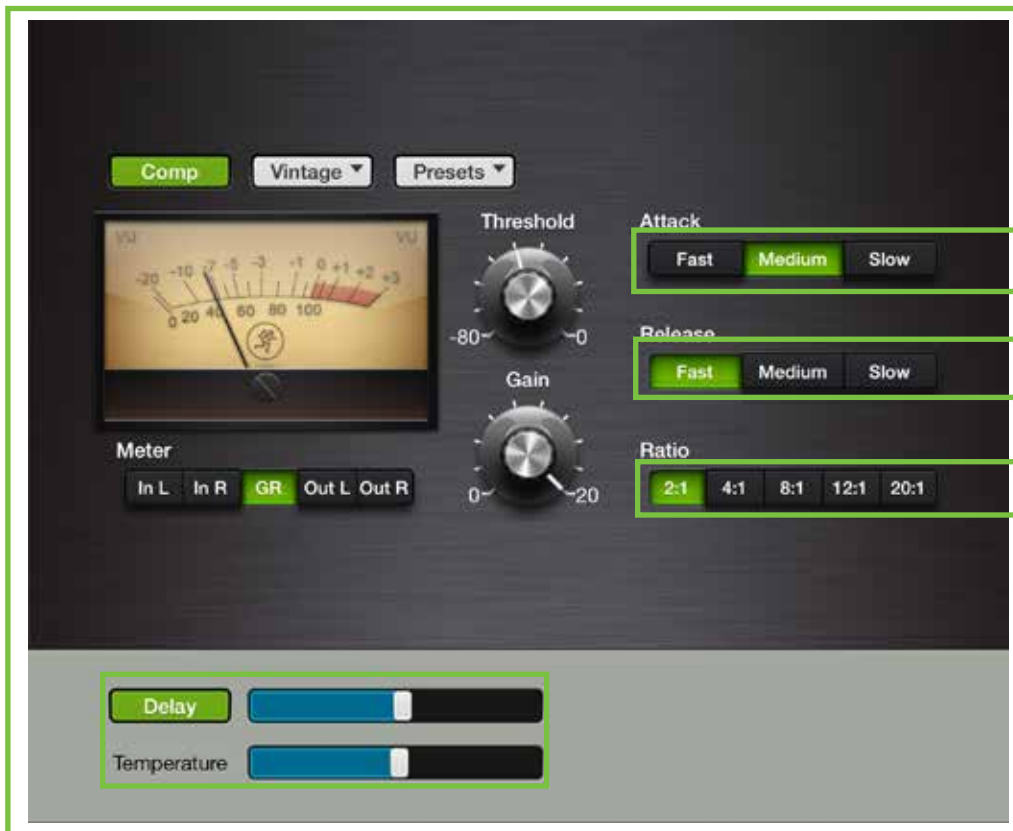 Comp Vintage Presets
Threshold
Attack
VU VU
-20 -10 -7 -5 -3 -1 0 +1 +2 +3
0 20 40 60 80 100
Fast Medium Slow
-80 0
Release
Gain
Fast Medium Slow
Meter
Ratio
In L In R GR Out L Out R
0 20
2:1 4:1 8:1 12:1 20:1
Delay
Temperature